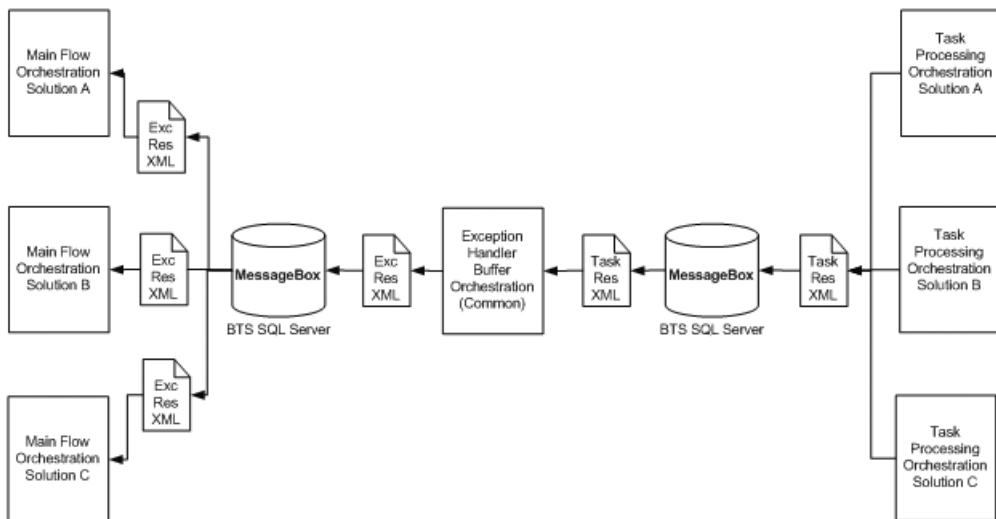 Main Flow
Orchestration
Solution A
Exc
Res
XML
Main Flow
Orchestration
Solution B
Exc
Res
XML
Main Flow
Orchestration
Solution C
Exc
Res
XML
MessageBox
BTS SQL Server
Exc
Res
XML
Exception
Handler
Buffer
Orchestration
(Common)
Task
Res
XML
MessageBox
BTS SQL Server
Task
Res
XML
Task
Processing
Orchestration
Solution A
Task
Processing
Orchestration
Solution B
Task
Processing
Orchestration
Solution C